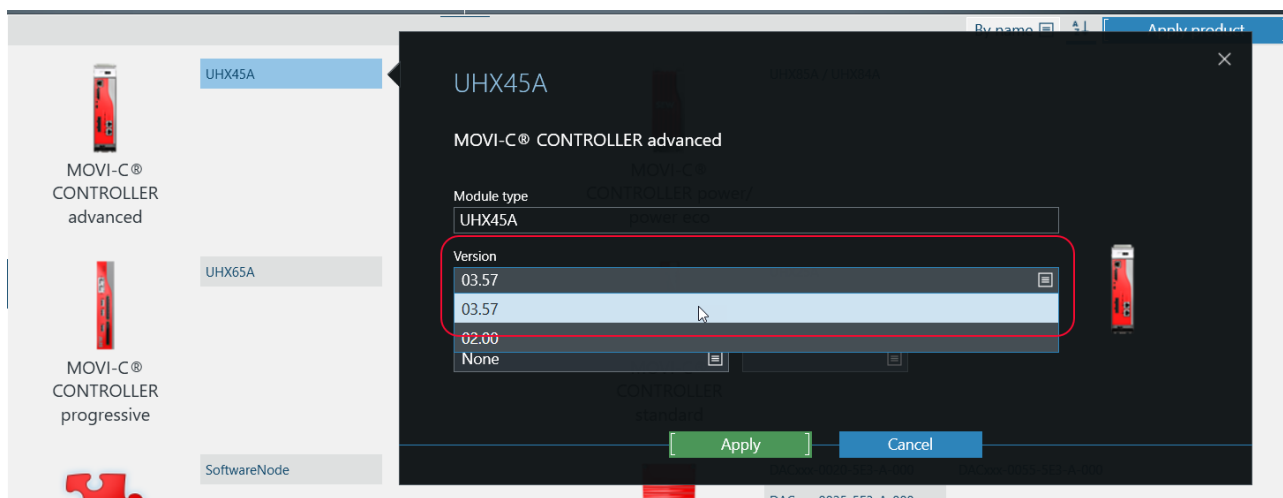 By name
Apply product
UHX45A
MOVI-C®
CONTROLLER
advanced
UHX65A
MOVI-C®
CONTROLLER
progressive
SoftwareNode
UHX45A
MOVI-C® CONTROLLER advanced
MOVI-C®
CONTROLLER power/
power eco
Module type
UHX45A
Version
03.57
03.57
02.00
None
CONTROLLER
standard
Apply
Cancel